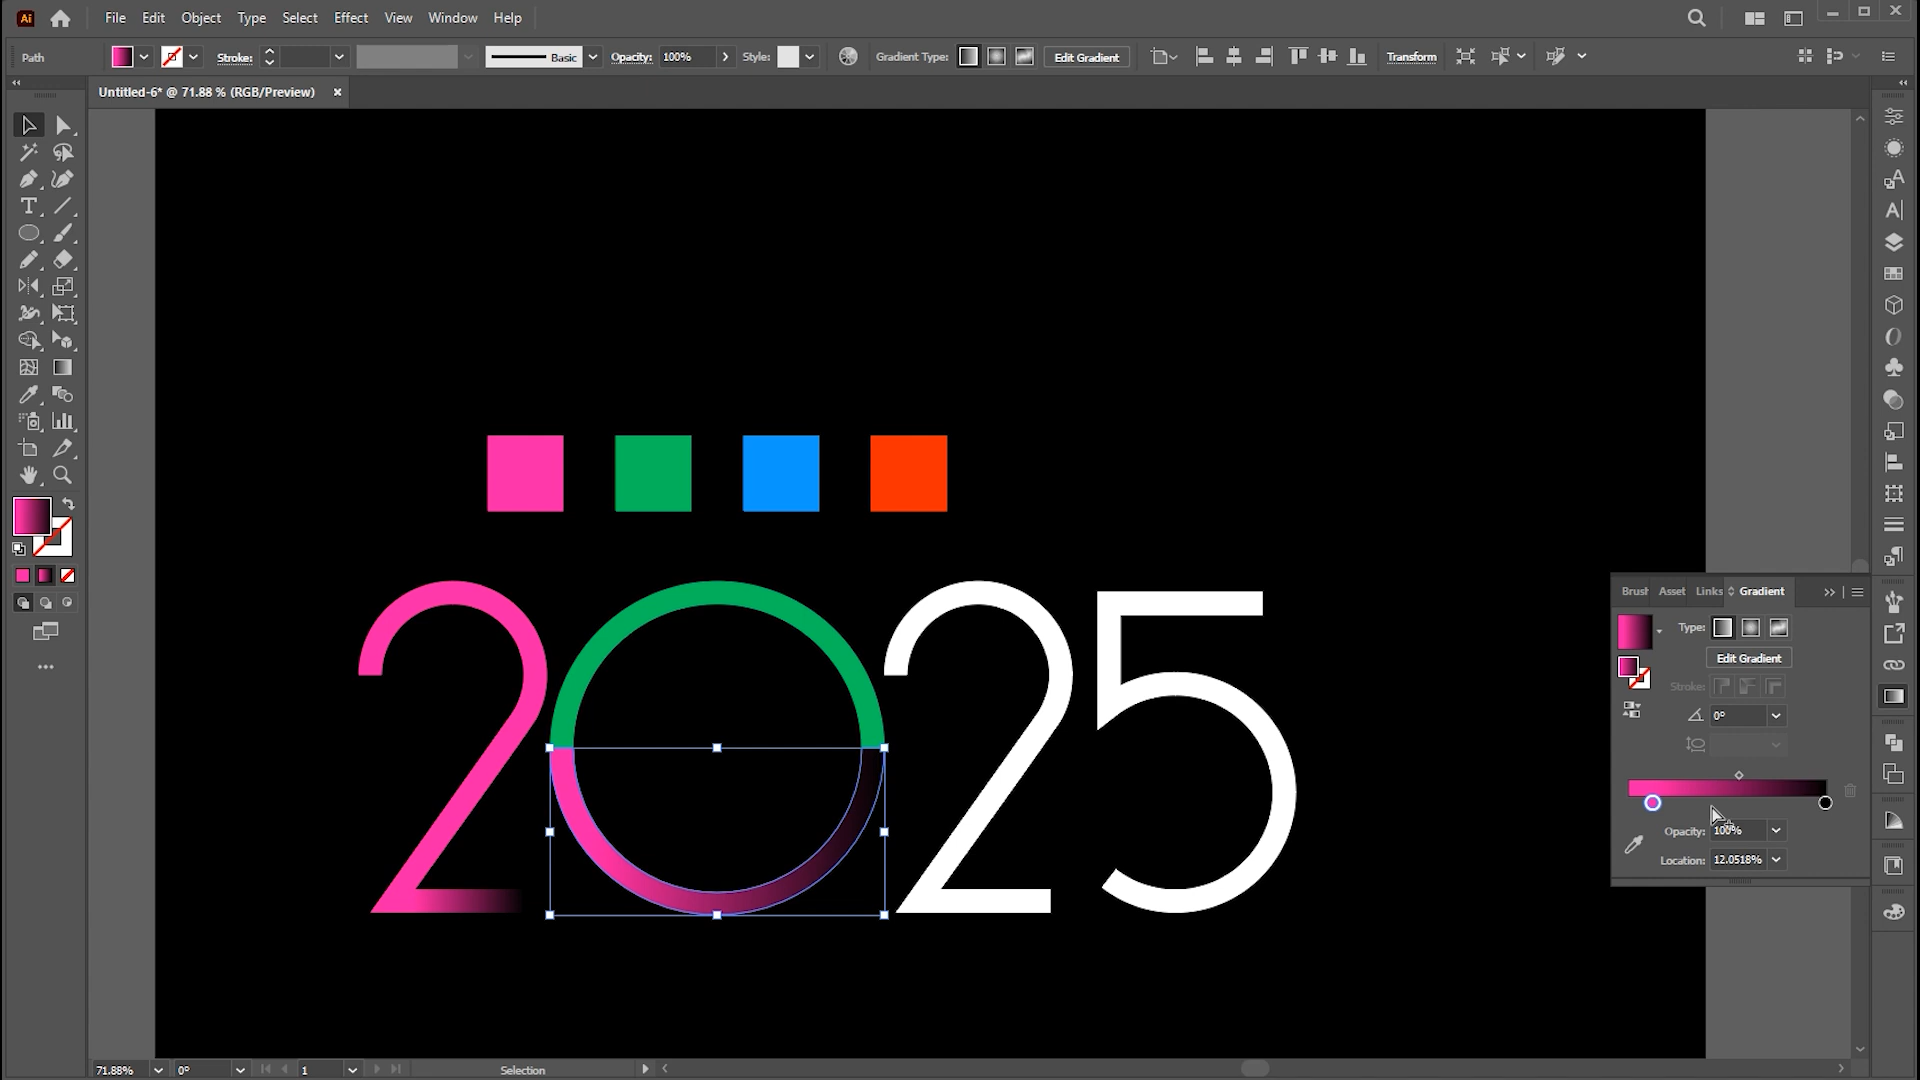 Ai File Edit Object Type Select Effect View Window Help
Path Stroke: Basic Opacity: 100% Style: Gradient Type: Edit Gradient Transform
Untitled-6* @ 71.88 % (RGB/Preview) ×
2025
Brush Asset Links Gradient
Type:
Edit Gradient
Stroke:
0°
Opacity: 100%
Location: 12.0518%
71.88% 0° 1 Selection